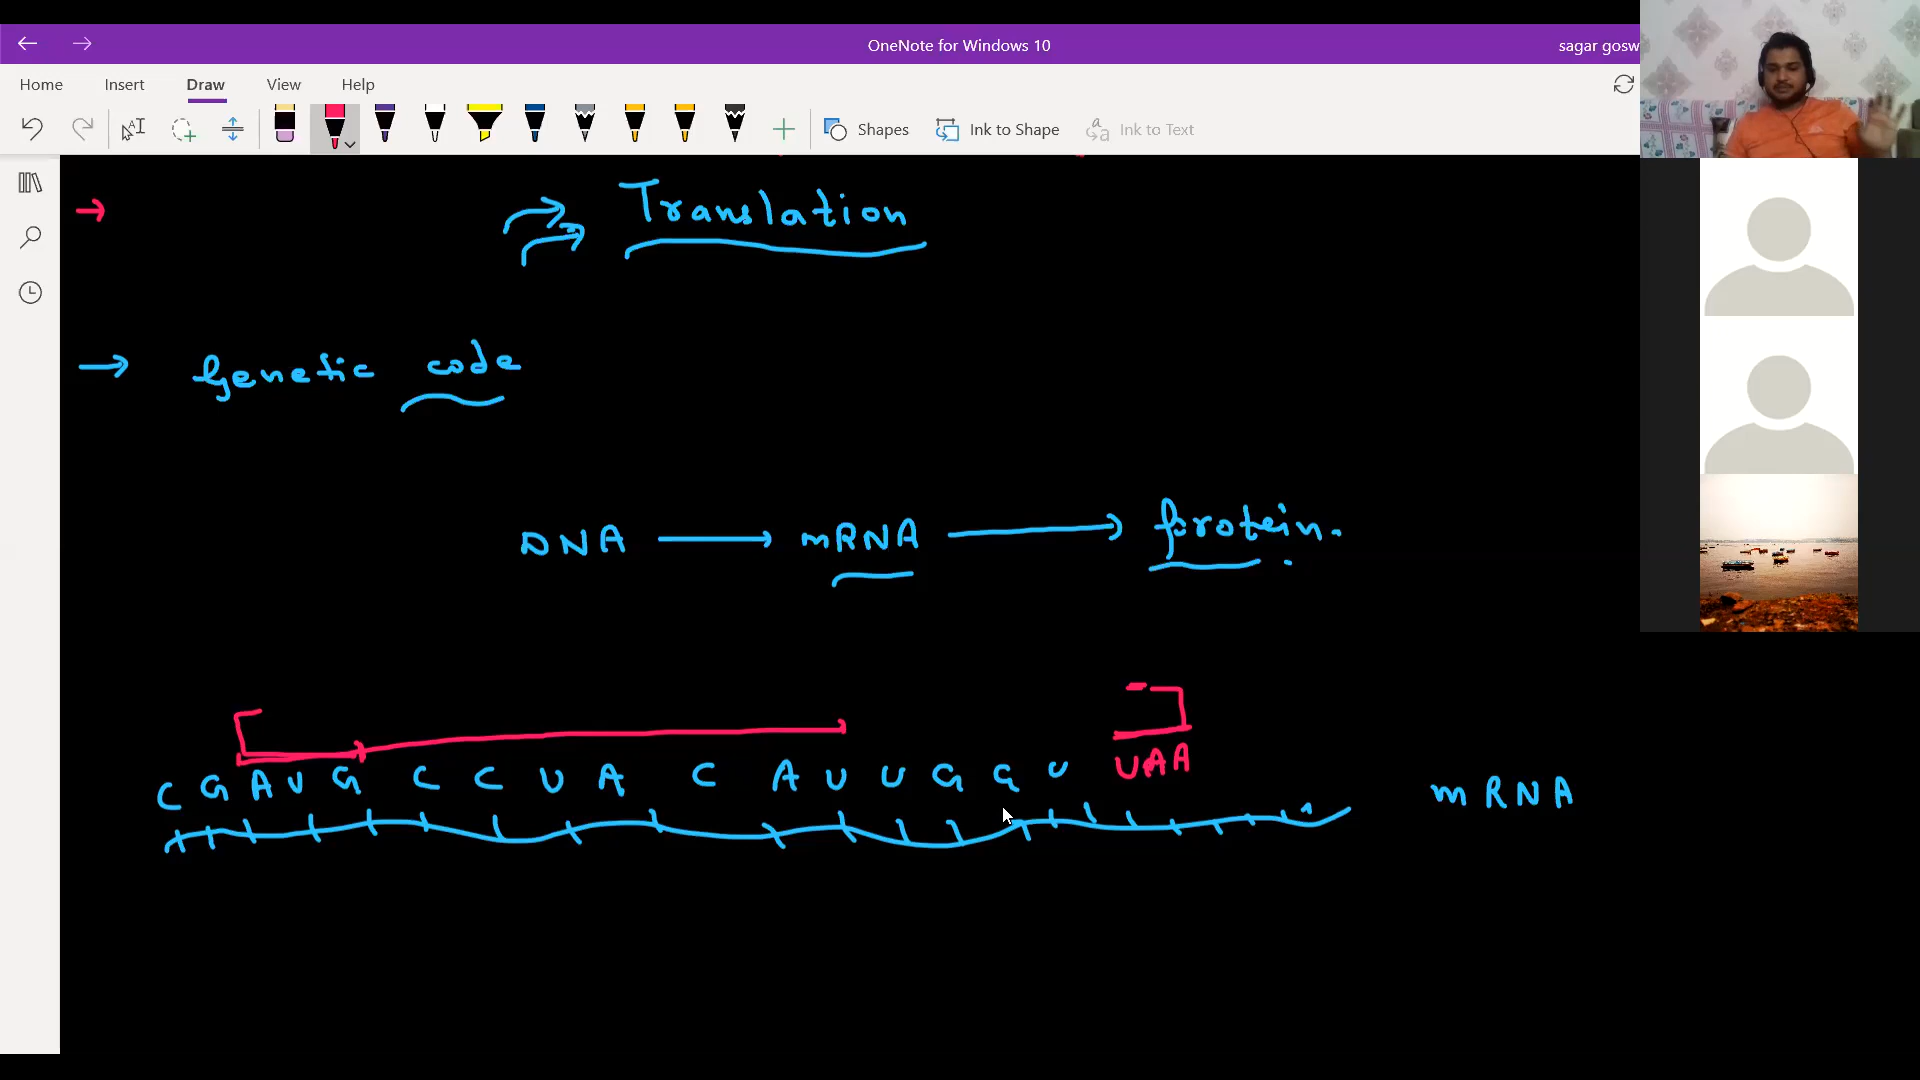 OneNote for Windows 10
sagar gosw
Home Insert Draw View Help
Shapes Ink to Shape Ink to Text
Translation
Genetic code
DNA → mRNA → protein.
C G A U G C C U A C A U U G G U UAA mRNA